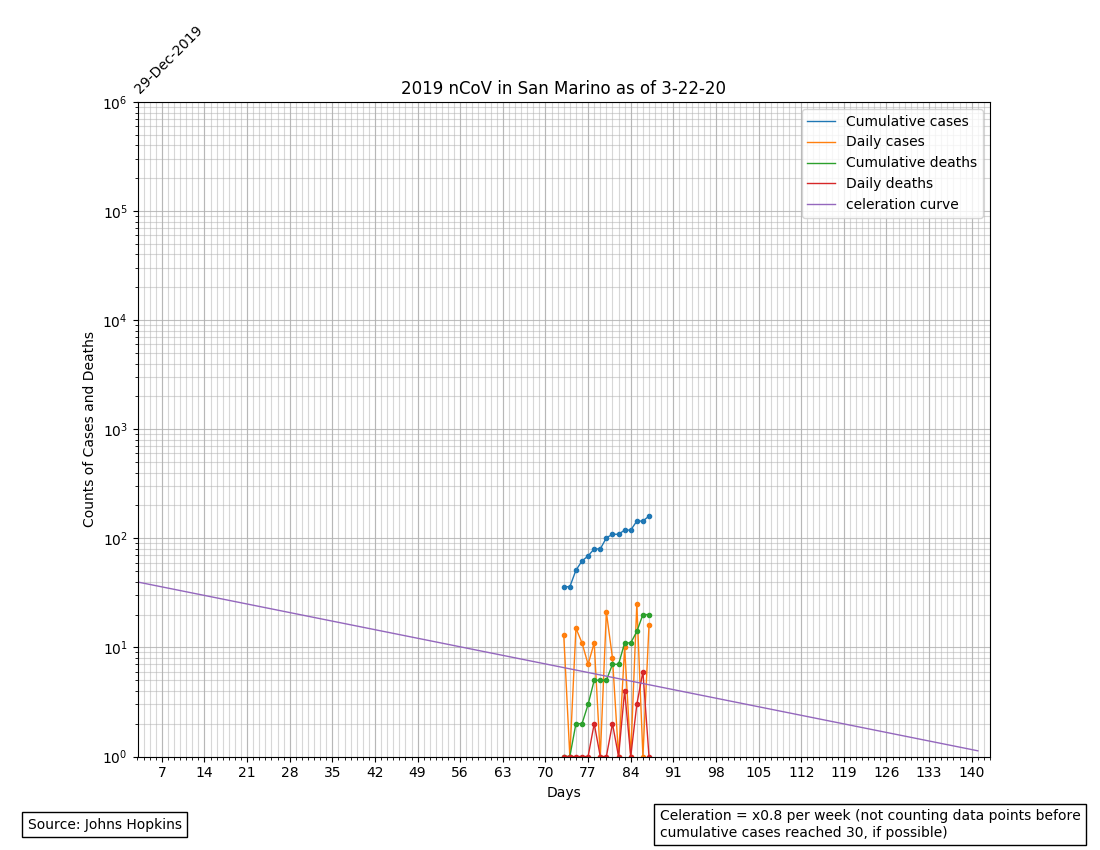 29-Dec-2019
2019 nCoV in San Marino as of 3-22-20
10^6
10^5
10^4
10^3
10^2
10^1
10^0
Counts of Cases and Deaths
Cumulative cases
Daily cases
Cumulative deaths
Daily deaths
celeration curve
7 14 21 28 35 42 49 56 63 70 77 84 91 98 105 112 119 126 133 140
Days
Source: Johns Hopkins
Celeration = x0.8 per week (not counting data points before
cumulative cases reached 30, if possible)